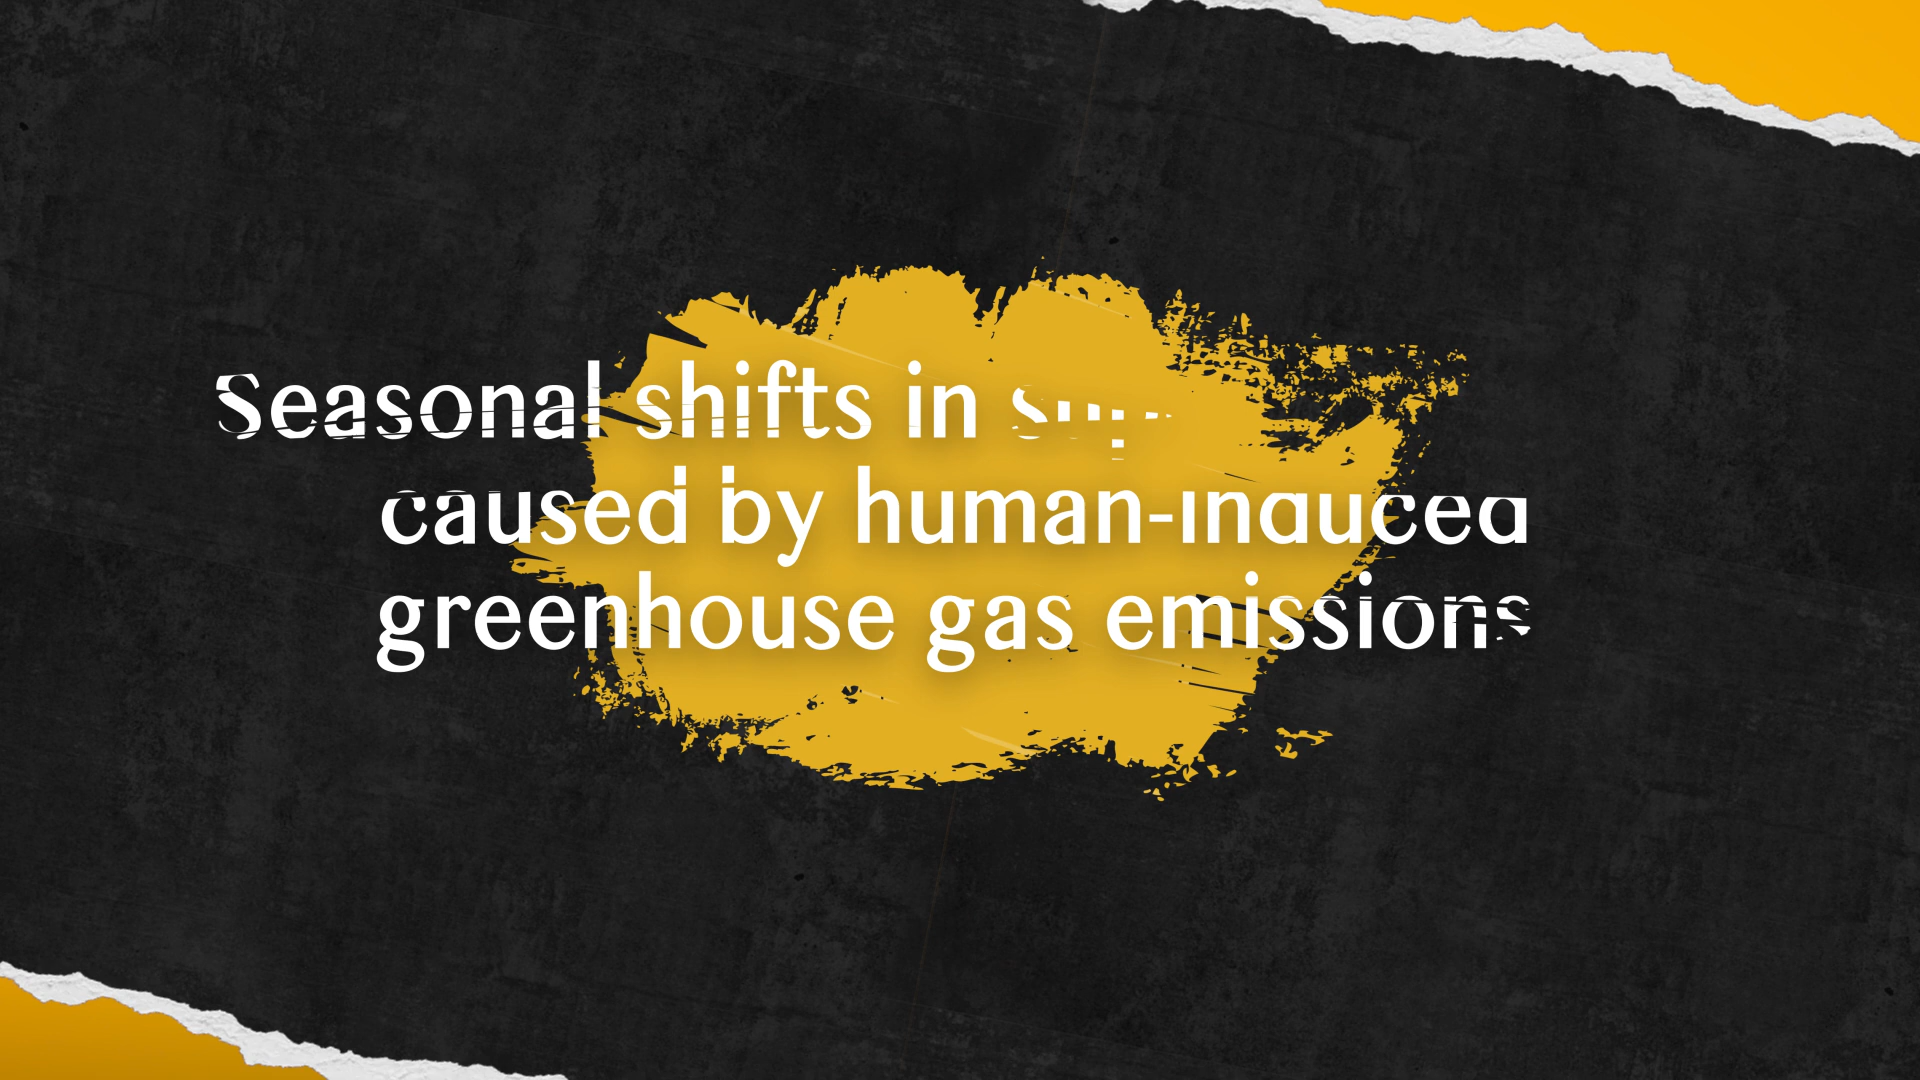 Seasonal shifts in
caused by human-induced
greenhouse gas emissions